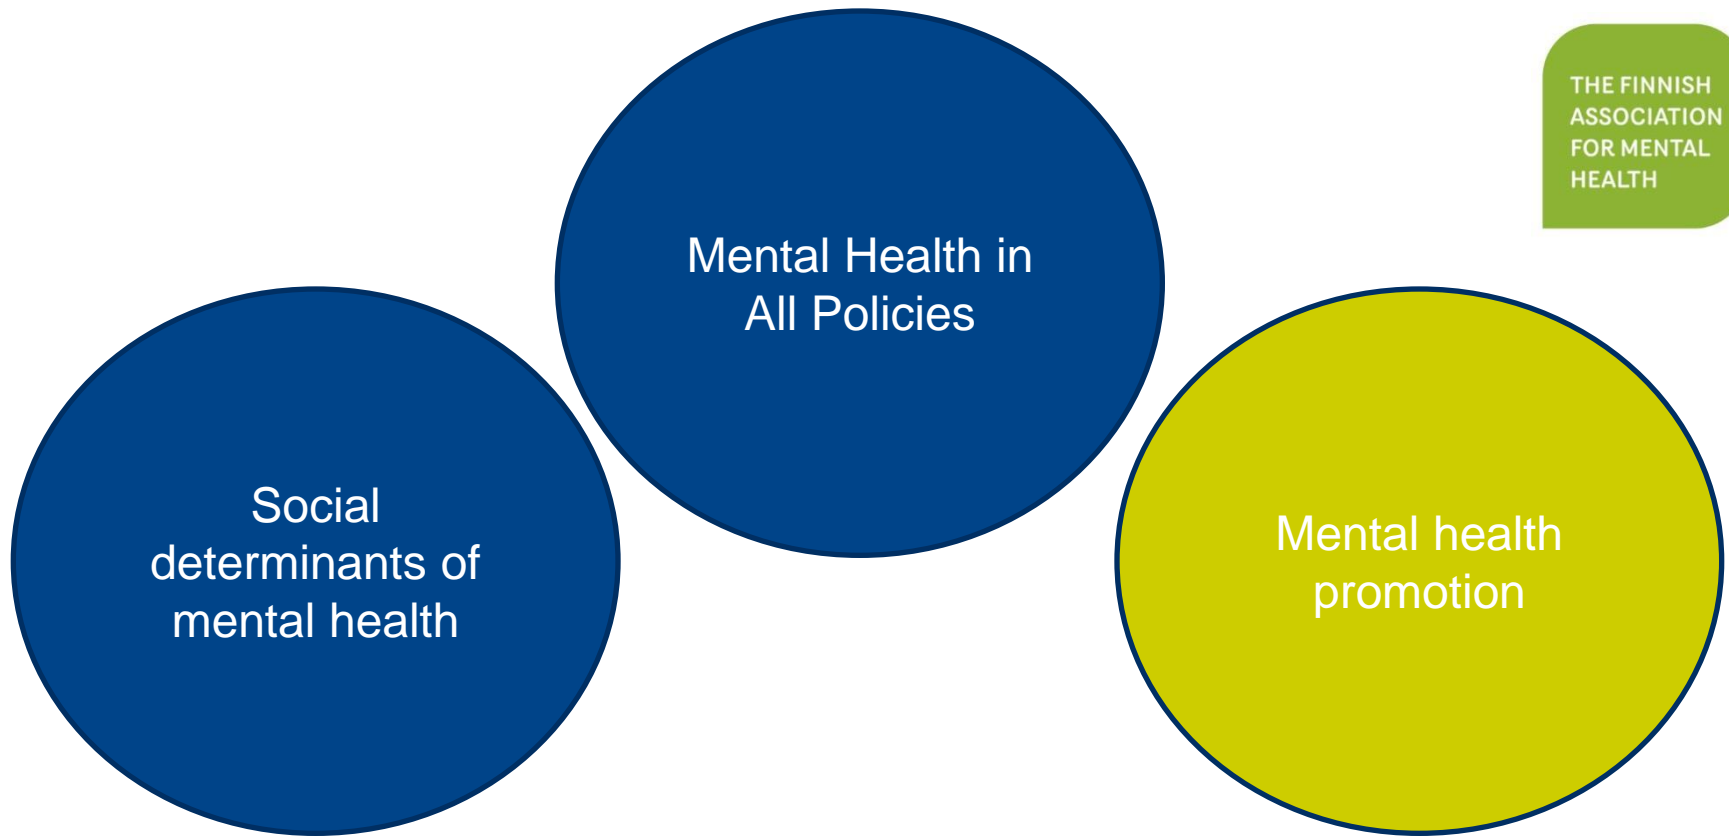 THE FINNISH
ASSOCIATION
FOR MENTAL
HEALTH
Mental Health in
All Policies
Social
determinants of
mental health
Mental health
promotion